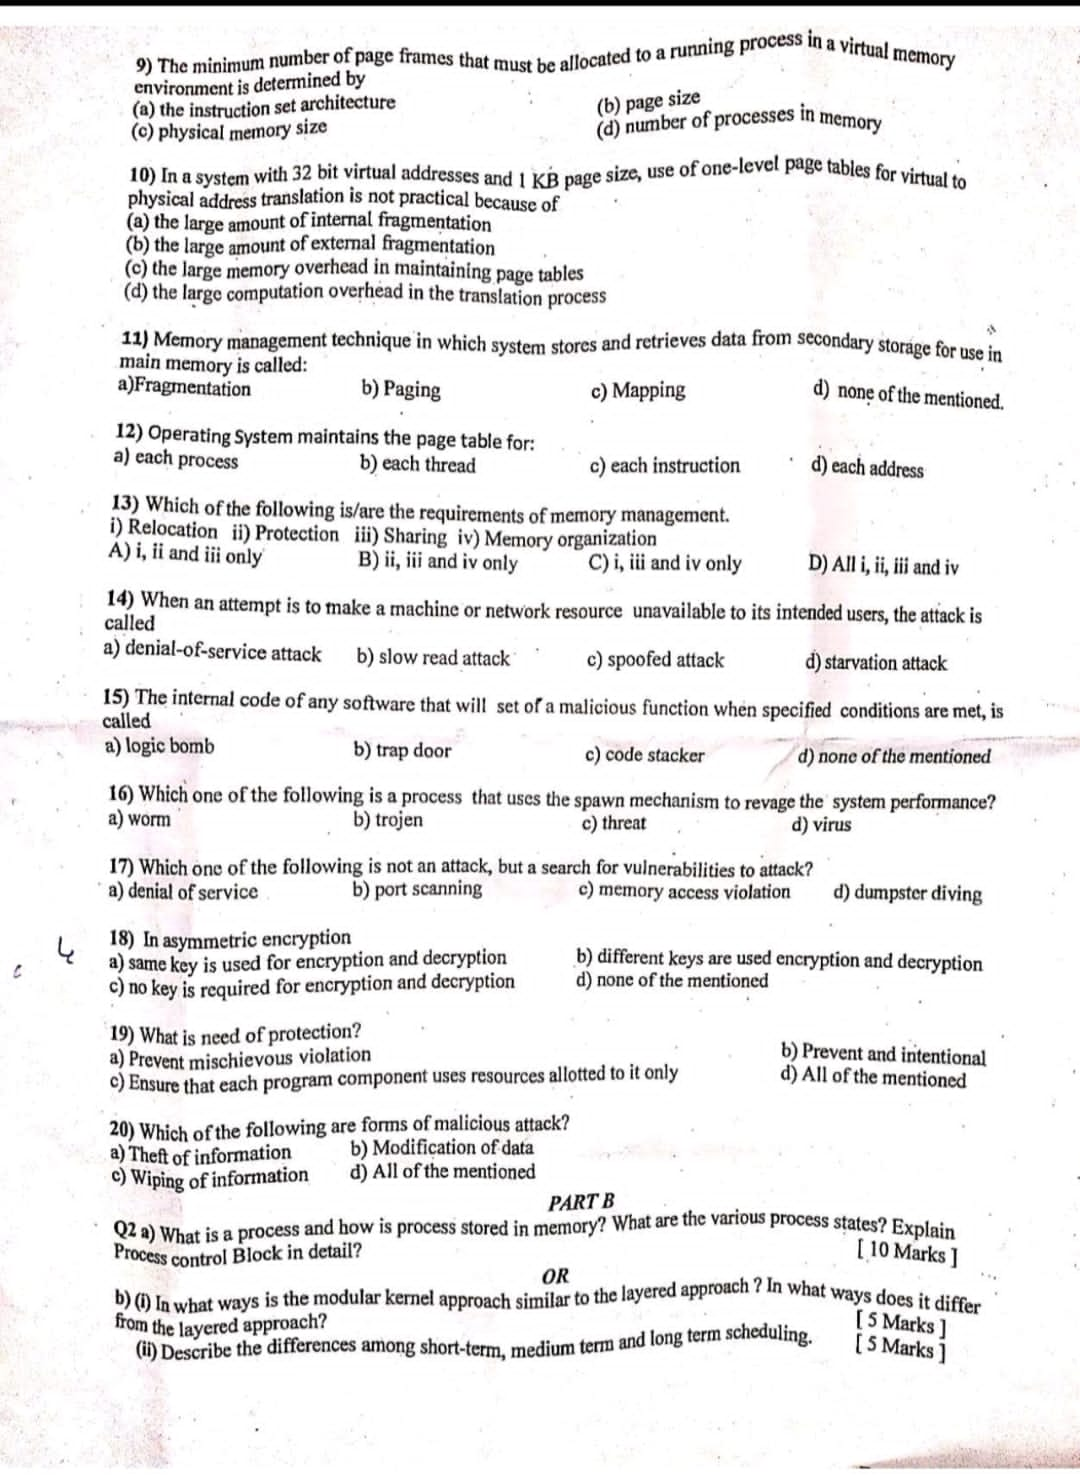 9) The minimum number of page frames that must be allocated to a running process in a virtual memory
environment is determined by
(a) the instruction set architecture (b) page size
(c) physical memory size (d) number of processes in memory
10) In a system with 32 bit virtual addresses and 1 KB page size, use of one-level page tables for virtual to
physical address translation is not practical because of
(a) the large amount of internal fragmentation
(b) the large amount of external fragmentation
(c) the large memory overhead in maintaining page tables
(d) the large computation overhead in the translation process
11) Memory management technique in which system stores and retrieves data from secondary storage for use in
main memory is called:
a)Fragmentation b) Paging c) Mapping d) none of the mentioned.
12) Operating System maintains the page table for:
a) each process b) each thread c) each instruction d) each address
13) Which of the following is/are the requirements of memory management.
i) Relocation ii) Protection iii) Sharing iv) Memory organization
A) i, ii and iii only B) ii, iii and iv only C) i, iii and iv only D) All i, ii, iii and iv
14) When an attempt is to make a machine or network resource unavailable to its intended users, the attack is
called
a) denial-of-service attack b) slow read attack c) spoofed attack d) starvation attack
15) The internal code of any software that will set of a malicious function when specified conditions are met, is
called
a) logic bomb b) trap door c) code stacker d) none of the mentioned
16) Which one of the following is a process that uses the spawn mechanism to revage the system performance?
a) worm b) trojen c) threat d) virus
17) Which one of the following is not an attack, but a search for vulnerabilities to attack?
a) denial of service b) port scanning c) memory access violation d) dumpster diving
18) In asymmetric encryption
a) same key is used for encryption and decryption b) different keys are used encryption and decryption
c) no key is required for encryption and decryption d) none of the mentioned
19) What is need of protection?
a) Prevent mischievous violation b) Prevent and intentional
c) Ensure that each program component uses resources allotted to it only d) All of the mentioned
20) Which of the following are forms of malicious attack?
a) Theft of information b) Modification of data
c) Wiping of information d) All of the mentioned
PART B
Q2 a) What is a process and how is process stored in memory? What are the various process states? Explain
Process control Block in detail? [ 10 Marks ]
OR
b) (i) In what ways is the modular kernel approach similar to the layered approach ? In what ways does it differ
from the layered approach? [ 5 Marks ]
(ii) Describe the differences among short-term, medium term and long term scheduling. [ 5 Marks ]